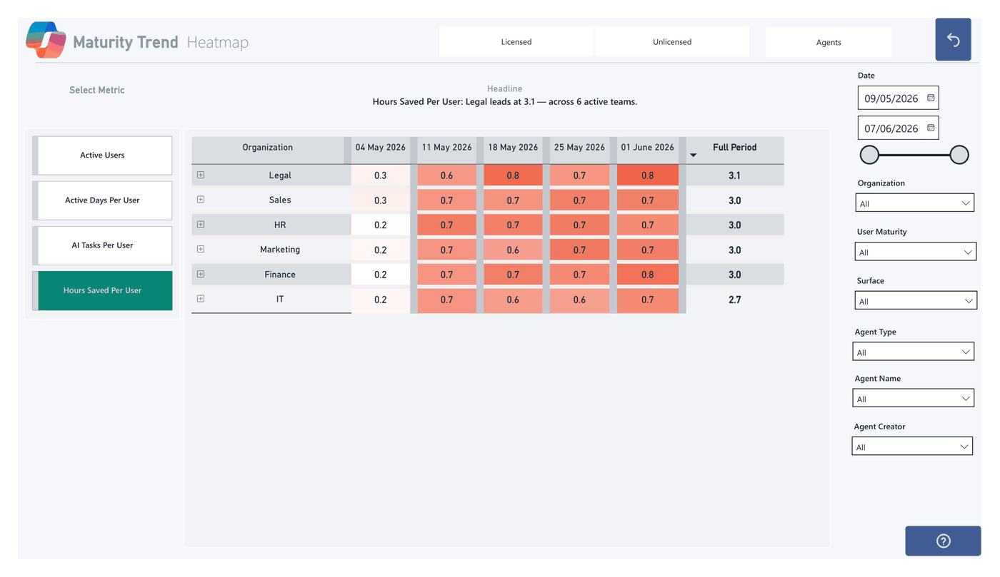 Maturity Trend Heatmap
Licensed
Unlicensed
Agents
Select Metric
Headline
Hours Saved Per User: Legal leads at 3.1 — across 6 active teams.
Active Users
Active Days Per User
AI Tasks Per User
Hours Saved Per User
Organization 04 May 2026 11 May 2026 18 May 2026 25 May 2026 01 June 2026 Full Period
Legal 0.3 0.6 0.8 0.7 0.8 3.1
Sales 0.3 0.7 0.7 0.7 0.7 3.0
HR 0.2 0.7 0.7 0.7 0.7 3.0
Marketing 0.2 0.7 0.6 0.7 0.7 3.0
Finance 0.2 0.7 0.7 0.7 0.8 3.0
IT 0.2 0.7 0.6 0.6 0.7 2.7
Date
09/05/2026
07/06/2026
Organization
All
User Maturity
All
Surface
All
Agent Type
All
Agent Name
All
Agent Creator
All